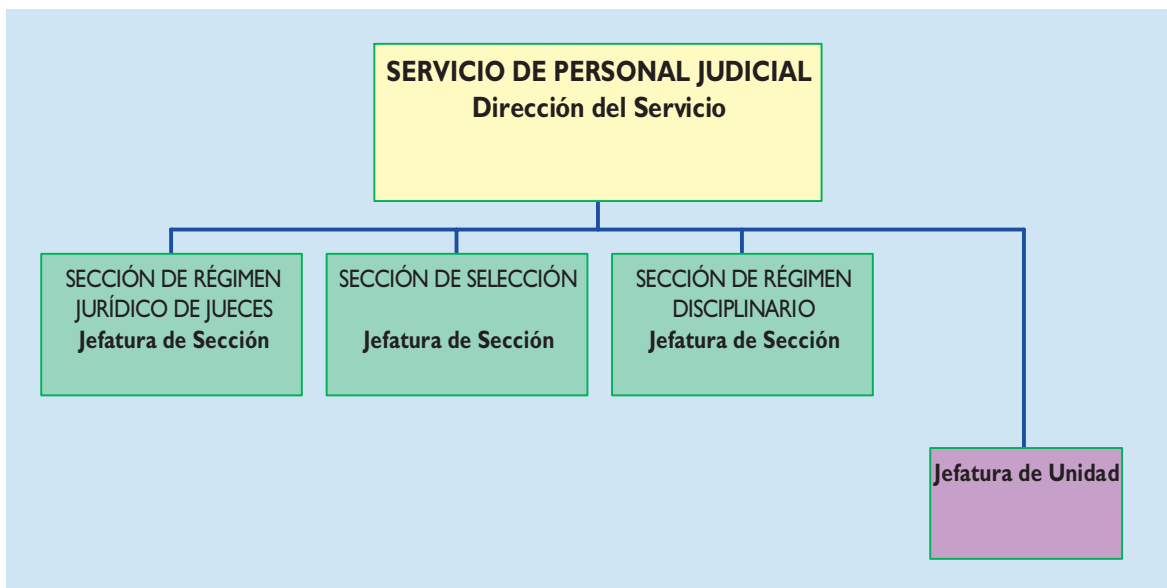 SERVICIO DE PERSONAL JUDICIAL
Dirección del Servicio
SECCIÓN DE RÉGIMEN
JURÍDICO DE JUECES
Jefatura de Sección
SECCIÓN DE SELECCIÓN
Jefatura de Sección
SECCIÓN DE RÉGIMEN
DISCIPLINARIO
Jefatura de Sección
Jefatura de Unidad